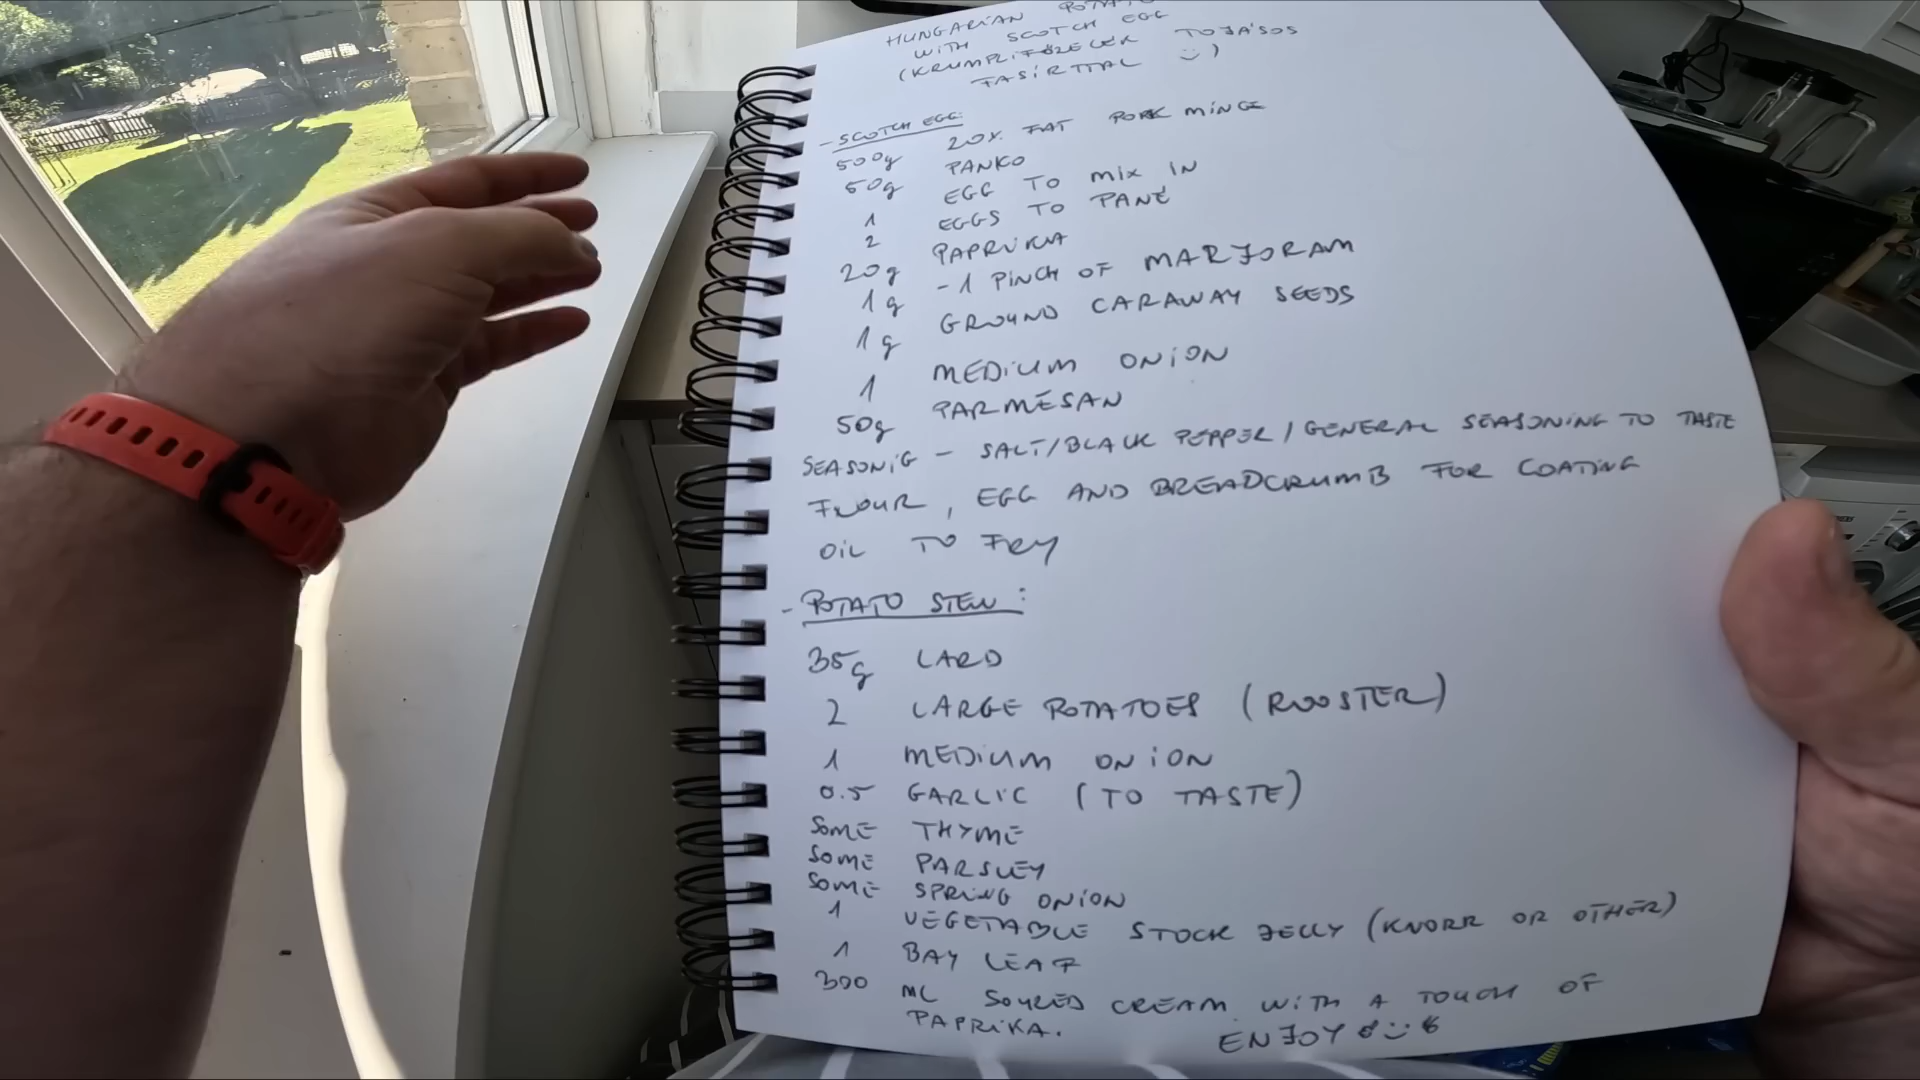 HUNGARIAN POTATO
WITH SCOTCH EGG
(KRUMPLIFŐZELÉK TOJÁSOS
FASÍRTTAL :))
- SCOTCH EGG:
500g 20% FAT PORK MINCE
50g PANKO
1 EGG TO MIX IN
2 EGGS TO PANÉ
20g PAPRIKA
1g - 1 PINCH OF MARJORAM
1g GROUND CARAWAY SEEDS
1 MEDIUM ONION
50g PARMESAN
SEASONIG - SALT/BLACK PEPPER/GENERAL SEASONING TO TASTE
FLOUR, EGG AND BREADCRUMB FOR COATING
OIL TO FRY
- POTATO STEW:
35g LARD
2 LARGE POTATOES (ROOSTER)
1 MEDIUM ONION
0.5 GARLIC (TO TASTE)
SOME THYME
SOME PARSLEY
SOME SPRING ONION
1 VEGETABLE STOCK JELLY (KNORR OR OTHER)
1 BAY LEAF
300 ML SOURED CREAM WITH A TOUCH OF
PAPRIKA.
ENJOY